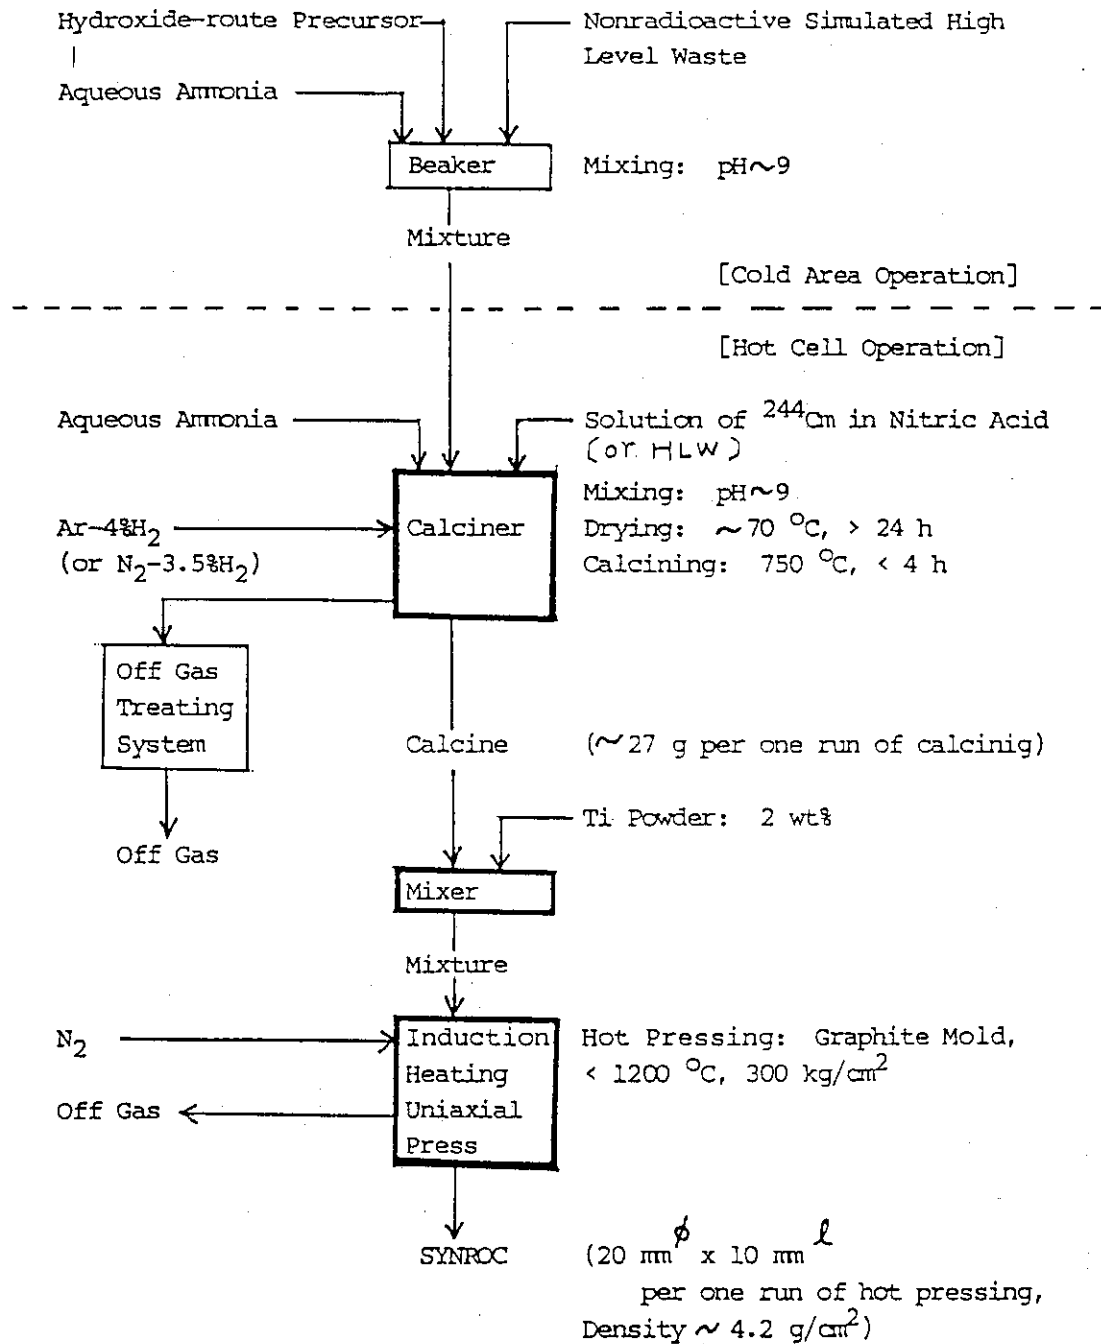 Hydroxide-route Precursor
Nonradioactive Simulated High
Level Waste
Aqueous Ammonia
Beaker
Mixing: pH~9
Mixture
[Cold Area Operation]
[Hot Cell Operation]
Aqueous Ammonia
Solution of ²⁴⁴Cm in Nitric Acid
(or HLW)
Mixing: pH~9
Ar-4%H₂
(or N₂-3.5%H₂)
Calciner
Drying: ~70 °C, > 24 h
Calcining: 750 °C, < 4 h
Off Gas
Treating
System
Calcine
(~27 g per one run of calcinig)
Ti Powder: 2 wt%
Off Gas
Mixer
Mixture
N₂
Induction
Heating
Uniaxial
Press
Hot Pressing: Graphite Mold,
< 1200 °C, 300 kg/cm²
Off Gas
SYNROC
(20 mmϕ x 10 mmℓ
per one run of hot pressing,
Density ~ 4.2 g/cm²)